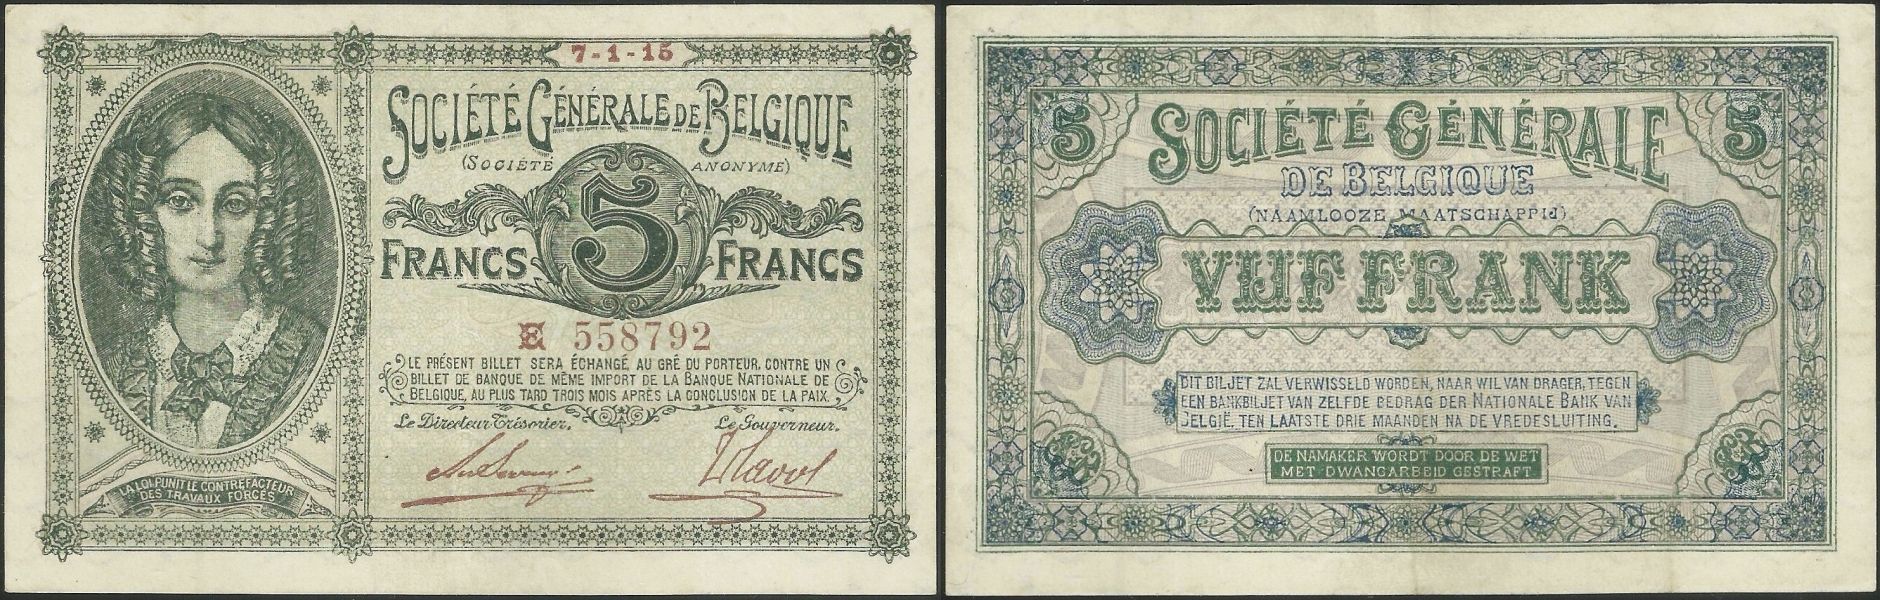 7-1-15
SOCIÉTÉ GÉNÉRALE DE BELGIQUE
(SOCIÉTÉ ANONYME)
5
FRANCS FRANCS
E 558792
LE PRÉSENT BILLET SERA ÉCHANGÉ, AU GRÉ DU PORTEUR, CONTRE UN
BILLET DE BANQUE DE MÊME IMPORT DE LA BANQUE NATIONALE DE
BELGIQUE, AU PLUS TARD TROIS MOIS APRÈS LA CONCLUSION DE LA PAIX.
Le Directeur Trésorier, Le Gouverneur,
LA LOI PUNIT LE CONTREFACTEUR
DES TRAVAUX FORCÉS
5 5
SOCIÉTÉ GÉNÉRALE
DE BELGIQUE
(NAAMLOOZE MAATSCHAPPIJ)
VIJF FRANK
DIT BILJET ZAL VERWISSELD WORDEN, NAAR WIL VAN DRAGER, TEGEN
EEN BANKBILJET VAN ZELFDE BEDRAG DER NATIONALE BANK VAN
BELGIË, TEN LAATSTE DRIE MAANDEN NA DE VREDESLUITING.
DE NAMAKER WORDT DOOR DE WET
MET DWANGARBEID GESTRAFT